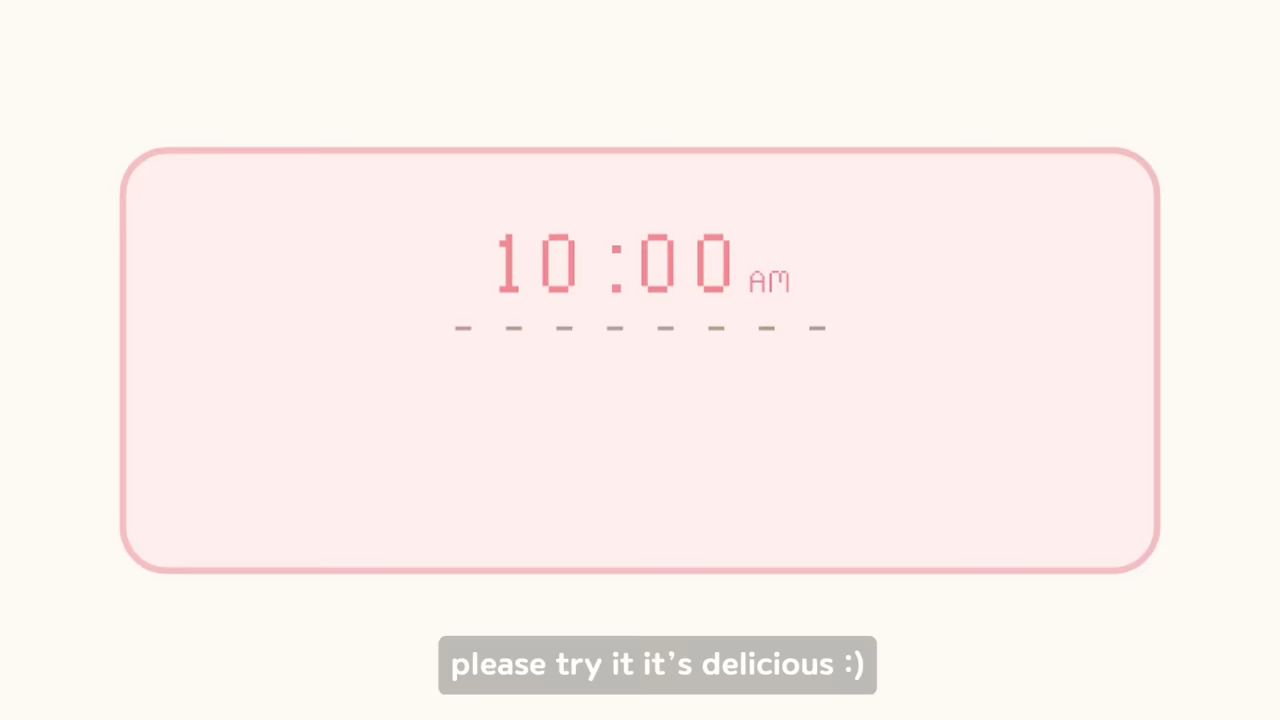 10:00 AM
- - - - - - - -
please try it it’s delicious :)